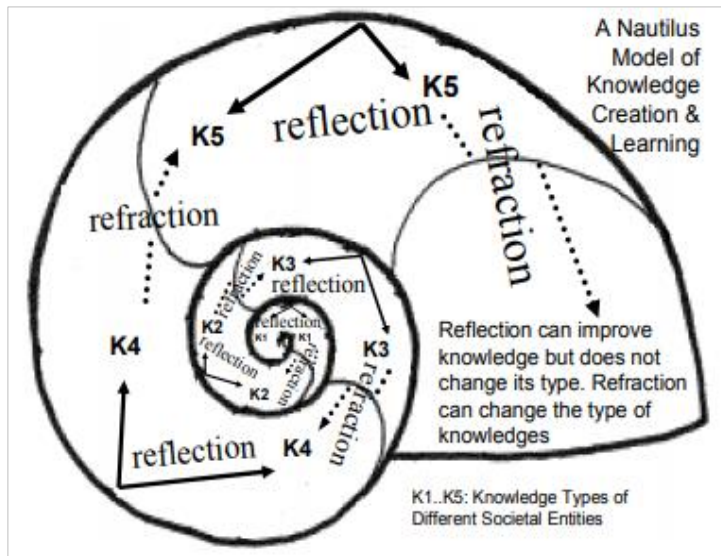 A Nautilus
Model of
Knowledge
Creation &
Learning
K5
K5
reflection
refraction
refraction
K3
refraction
reflection
K2
reflection
K1
K1
K4
reflection
K2
refraction
K3
refraction
K4
reflection
Reflection can improve
knowledge but does not
change its type. Refraction
can change the type of
knowledges
K1..K5: Knowledge Types of
Different Societal Entities